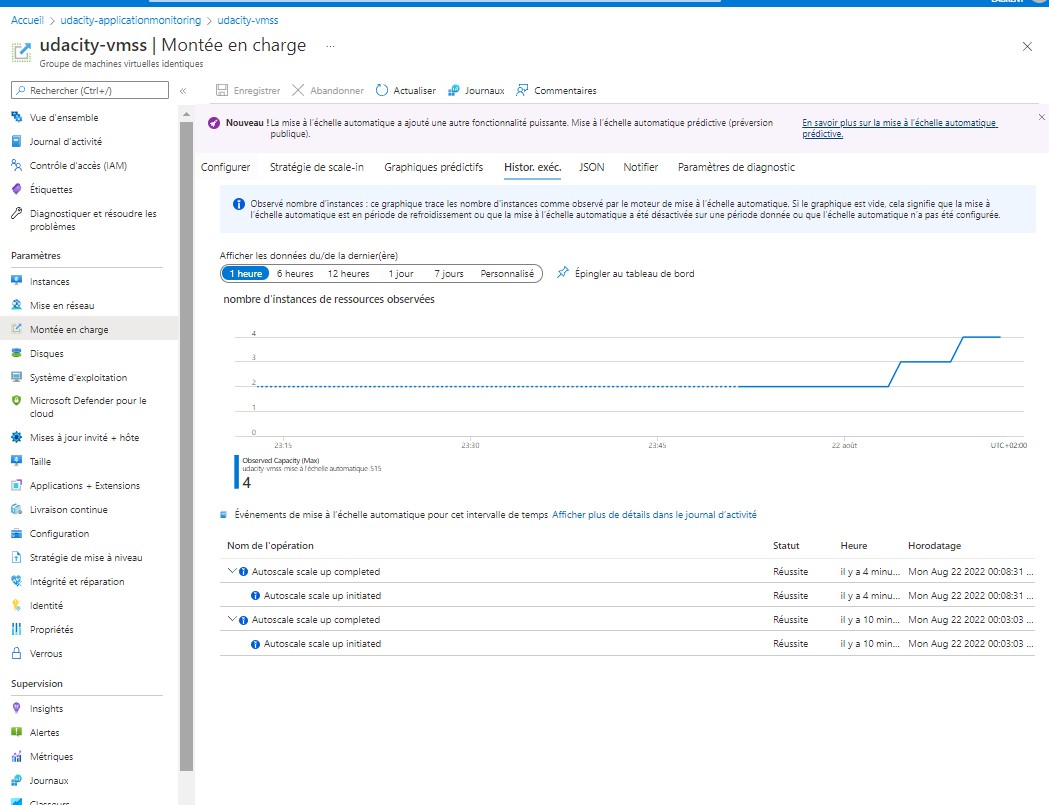 Accueil > udacity-applicationmonitoring > udacity-vmss
udacity-vmss | Montée en charge ...
Groupe de machines virtuelles identiques
Rechercher (Ctrl+/)
«
Enregistrer
Abandonner
Actualiser
Journaux
Commentaires
Vue d'ensemble
Journal d'activité
Contrôle d'accès (IAM)
Étiquettes
Diagnostiquer et résoudre les
problèmes
Paramètres
Instances
Mise en réseau
Montée en charge
Disques
Système d'exploitation
Microsoft Defender pour le
cloud
Mises à jour invité + hôte
Taille
Applications + Extensions
Livraison continue
Configuration
Stratégie de mise à niveau
Intégrité et réparation
Identité
Propriétés
Verrous
Supervision
Insights
Alertes
Métriques
Journaux
Classeurs
Nouveau ! La mise à l'échelle automatique a ajouté une autre fonctionnalité puissante. Mise à l'échelle automatique prédictive (préversion
publique).
En savoir plus sur la mise à l'échelle automatique
prédictive.
Configurer
Stratégie de scale-in
Graphiques prédictifs
Histor. exéc.
JSON
Notifier
Paramètres de diagnostic
Observé nombre d'instances : ce graphique trace les nombres d'instances comme observé par le moteur de mise à l'échelle automatique. Si le graphique est vide, cela signifie que la mise à
l'échelle automatique est en période de refroidissement ou que la mise à l'échelle automatique a été désactivée sur une période donnée ou que l'échelle automatique n'a pas été configurée.
Afficher les données du/de la dernier(ère)
1 heure
6 heures
12 heures
1 jour
7 jours
Personnalisé
Épingler au tableau de bord
nombre d'instances de ressources observées
4
3
2
1
0
23:15
23:30
23:45
22 août
UTC+02:00
Observed Capacity (Max)
udacity-vmss-mise à l'échelle automatique-515
4
Événements de mise à l'échelle automatique pour cet intervalle de temps Afficher plus de détails dans le journal d'activité
Nom de l'opération Statut Heure Horodatage
Autoscale scale up completed Réussite il y a 4 minu... Mon Aug 22 2022 00:08:31 ...
Autoscale scale up initiated Réussite il y a 4 minu... Mon Aug 22 2022 00:08:31 ...
Autoscale scale up completed Réussite il y a 10 min... Mon Aug 22 2022 00:03:03 ...
Autoscale scale up initiated Réussite il y a 10 min... Mon Aug 22 2022 00:03:03 ...